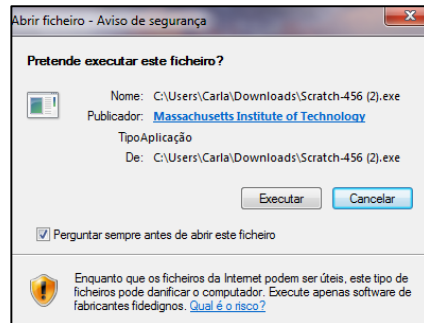 Abrir ficheiro - Aviso de segurança
Pretende executar este ficheiro?
Nome: C:\Users\Carla\Downloads\Scratch-456 (2).exe
Publicador: Massachusetts Institute of Technology
TipoAplicação
De: C:\Users\Carla\Downloads\Scratch-456 (2).exe
Executar Cancelar
Perguntar sempre antes de abrir este ficheiro
Enquanto que os ficheiros da Internet podem ser úteis, este tipo de
ficheiros pode danificar o computador. Execute apenas software de
fabricantes fidedignos. Qual é o risco?